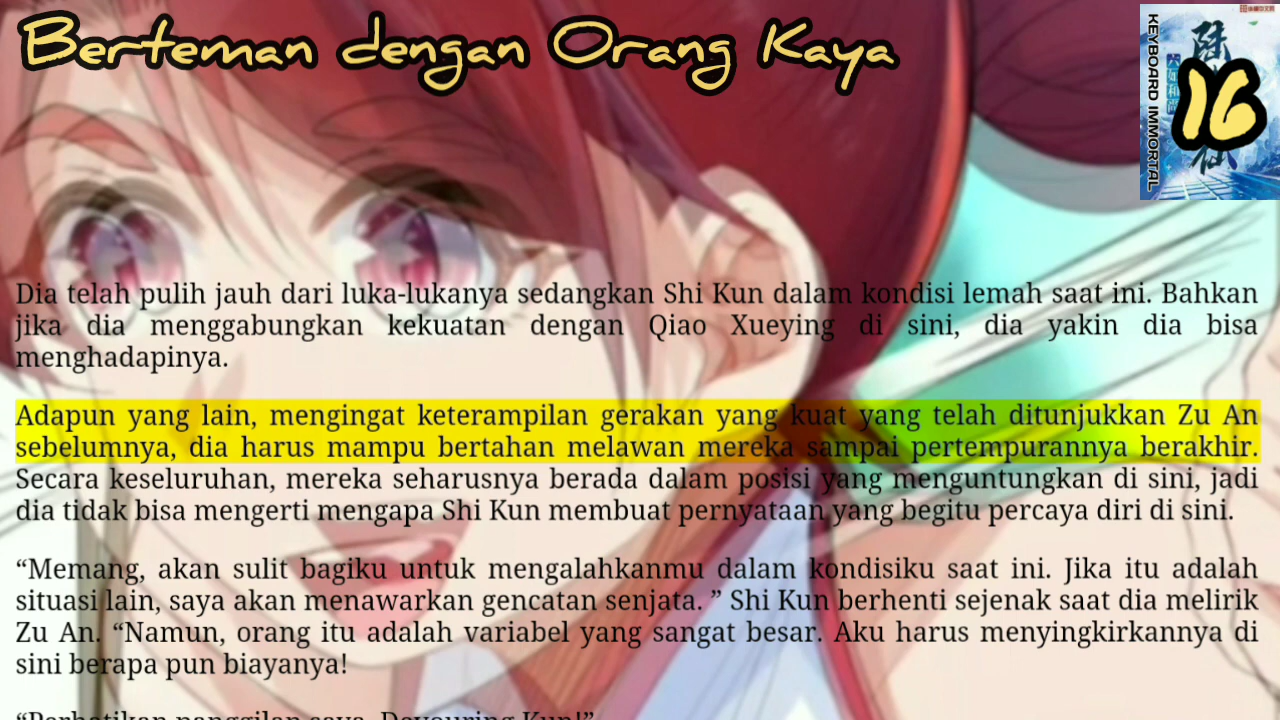 Berteman dengan Orang Kaya
KEYBOARD IMMORTAL
16
Dia telah pulih jauh dari luka-lukanya sedangkan Shi Kun dalam kondisi lemah saat ini. Bahkan
jika dia menggabungkan kekuatan dengan Qiao Xueying di sini, dia yakin dia bisa
menghadapinya.
Adapun yang lain, mengingat keterampilan gerakan yang kuat yang telah ditunjukkan Zu An
sebelumnya, dia harus mampu bertahan melawan mereka sampai pertempurannya berakhir.
Secara keseluruhan, mereka seharusnya berada dalam posisi yang menguntungkan di sini, jadi
dia tidak bisa mengerti mengapa Shi Kun membuat pernyataan yang begitu percaya diri di sini.
“Memang, akan sulit bagiku untuk mengalahkanmu dalam kondisiku saat ini. Jika itu adalah
situasi lain, saya akan menawarkan gencatan senjata. ” Shi Kun berhenti sejenak saat dia melirik
Zu An. “Namun, orang itu adalah variabel yang sangat besar. Aku harus menyingkirkannya di
sini berapa pun biayanya!
“Perhatikan panggilan saya, Devouring Kun!”